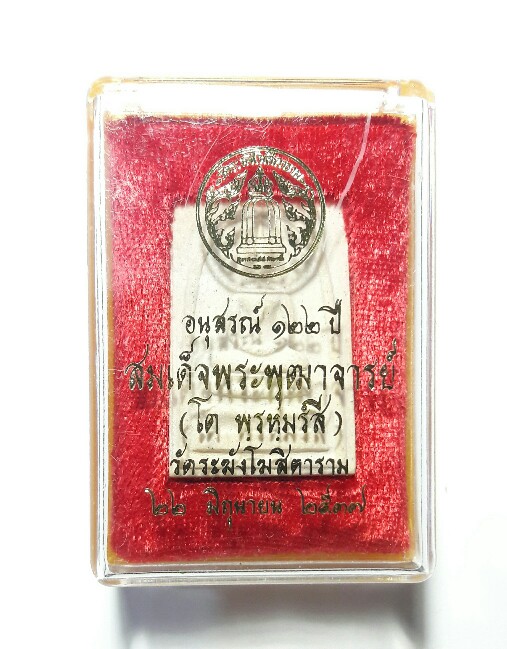 อนุสรณ์ ๑๒๒ ปี
สมเด็จพระพุฒาจารย์
(โต พฺรหฺมรํสี)
วัดระฆังโฆสิตาราม
๒๒ มิถุนายน ๒๕๓๗